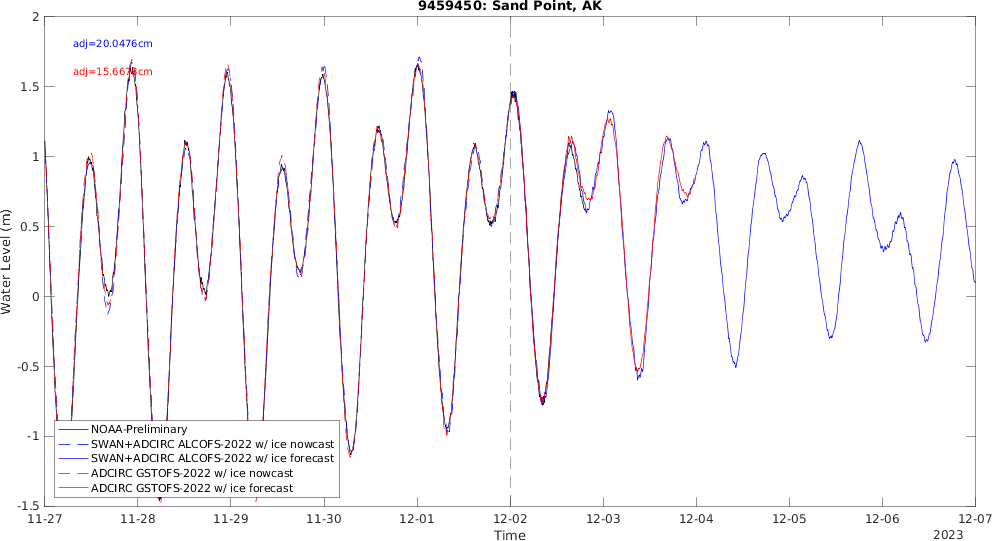 9459450: Sand Point, AK
adj=20.0476cm
Water Level (m)
2
1.5
1
0.5
0
-0.5
-1
-1.5
NOAA-Preliminary
SWAN+ADCIRC ALCOFS-2022 w/ ice nowcast
SWAN+ADCIRC ALCOFS-2022 w/ ice forecast
ADCIRC GSTOFS-2022 w/ ice nowcast
ADCIRC GSTOFS-2022 w/ ice forecast
11-27 11-28 11-29 11-30 12-01 12-02 12-03 12-04 12-05 12-06 12-07
Time
2023